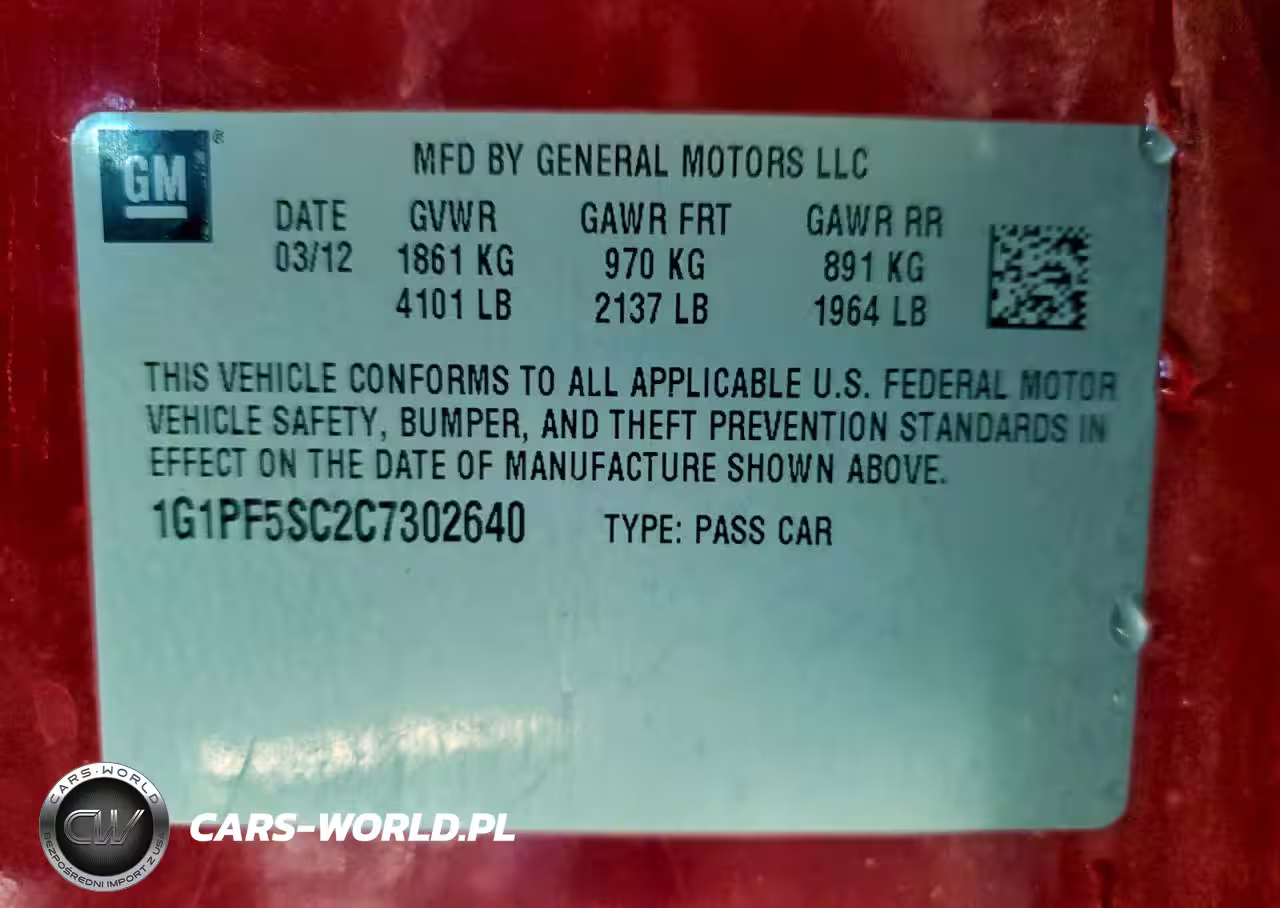 GM ®
MFD BY GENERAL MOTORS LLC
DATE GVWR GAWR FRT GAWR RR
03/12 1861 KG 970 KG 891 KG
4101 LB 2137 LB 1964 LB
THIS VEHICLE CONFORMS TO ALL APPLICABLE U.S. FEDERAL MOTOR
VEHICLE SAFETY, BUMPER, AND THEFT PREVENTION STANDARDS IN
EFFECT ON THE DATE OF MANUFACTURE SHOWN ABOVE.
1G1PF5SC2C7302640 TYPE: PASS CAR
CARS-WORLD
CW
BEZPOŚREDNI IMPORT Z USA
CARS-WORLD.PL